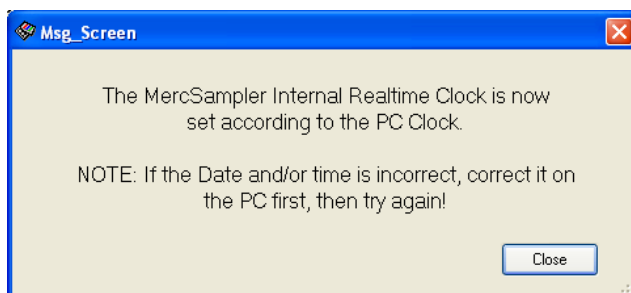 Msg_Screen
The MercSampler Internal Realtime Clock is now
set according to the PC Clock.
NOTE: If the Date and/or time is incorrect, correct it on
the PC first, then try again!
Close